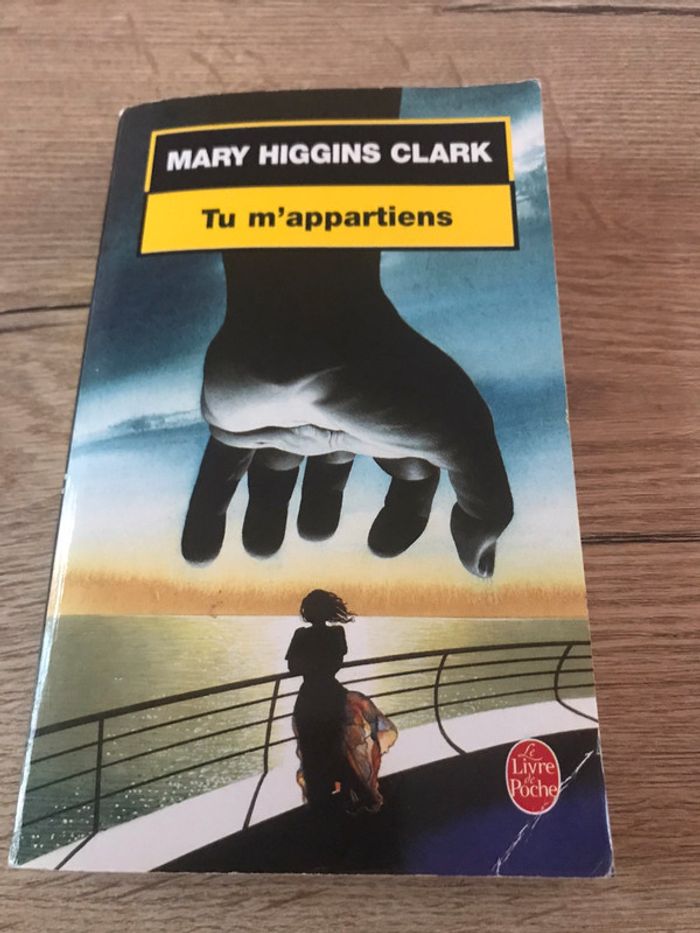 MARY HIGGINS CLARK
Tu m'appartiens
Le
Livre
de
Poche